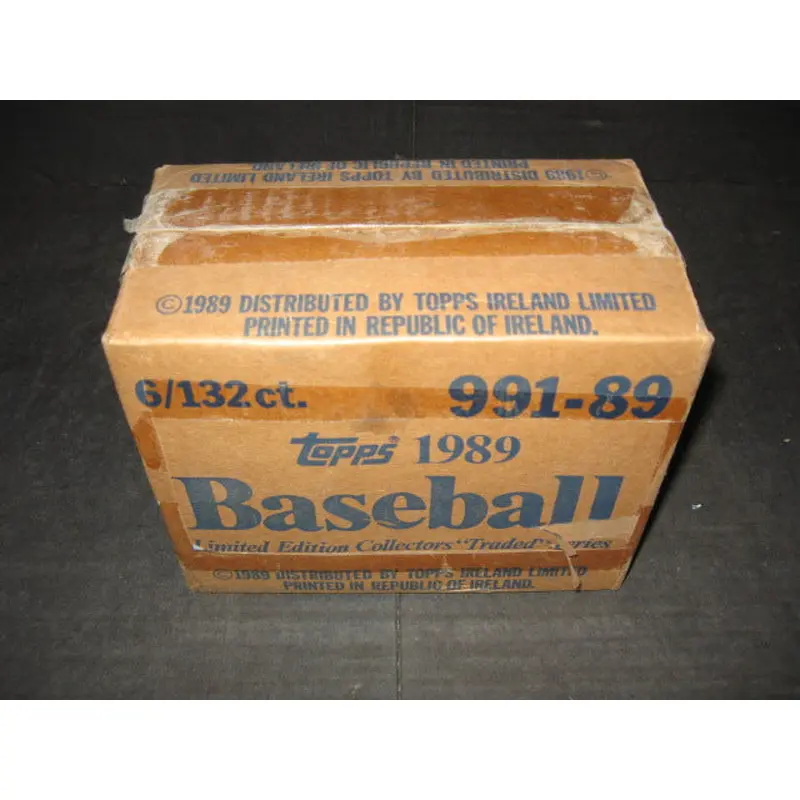 ©1989 DISTRIBUTED BY TOPPS IRELAND LIMITED
PRINTED IN REPUBLIC OF IRELAND.
©1989 DISTRIBUTED BY TOPPS IRELAND LIMITED
PRINTED IN REPUBLIC OF IRELAND.
6/132 ct.
991-89
topps® 1989
Baseball
Limited Edition Collectors "Traded" Series
©1989 DISTRIBUTED BY TOPPS IRELAND LIMITED
PRINTED IN REPUBLIC OF IRELAND.